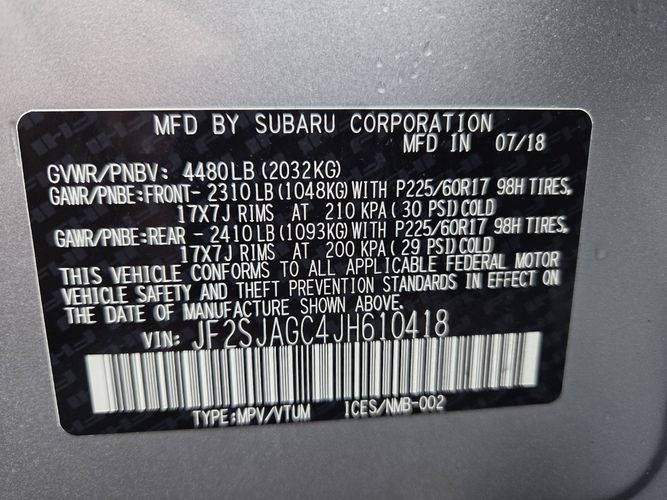 MFD BY SUBARU CORPORATION
MFD IN 07/18
GVWR/PNBV: 4480LB(2032KG)
GAWR/PNBE:FRONT- 2310LB(1048KG)WITH P225/60R17 98H TIRES,
17X7J RIMS AT 210 KPA(30 PSI)COLD
GAWR/PNBE:REAR - 2410LB(1093KG)WITH P225/60R17 98H TIRES,
17X7J RIMS AT 200 KPA(29 PSI)COLD
THIS VEHICLE CONFORMS TO ALL APPLICABLE FEDERAL MOTOR
VEHICLE SAFETY AND THEFT PREVENTION STANDARDS IN EFFECT ON
THE DATE OF MANUFACTURE SHOWN ABOVE.
VIN: JF2SJAGC4JH610418
TYPE:MPV/VTUM ICES/NMB-002